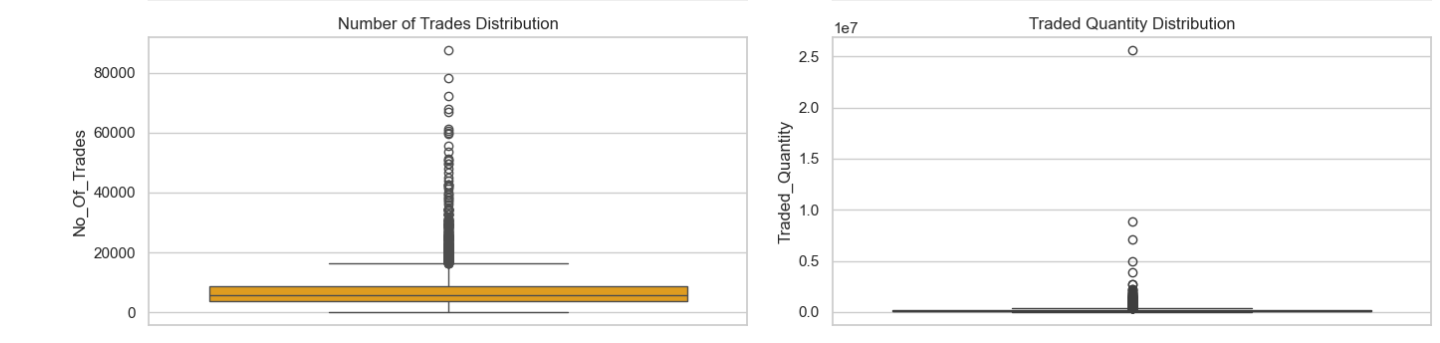 Number of Trades Distribution
No_Of_Trades
80000
60000
40000
20000
0
Traded Quantity Distribution
1e7
Traded_Quantity
2.5
2.0
1.5
1.0
0.5
0.0